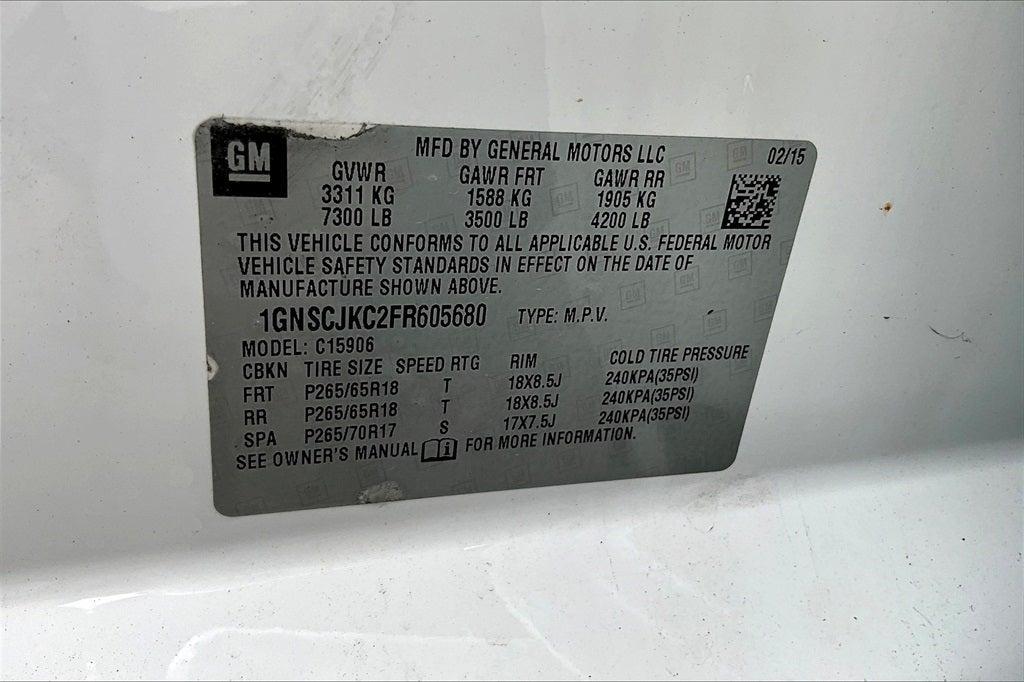 GM
MFD BY GENERAL MOTORS LLC 02/15
GVWR GAWR FRT GAWR RR
3311 KG 1588 KG 1905 KG
7300 LB 3500 LB 4200 LB
THIS VEHICLE CONFORMS TO ALL APPLICABLE U.S. FEDERAL MOTOR
VEHICLE SAFETY STANDARDS IN EFFECT ON THE DATE OF
MANUFACTURE SHOWN ABOVE.
1GNSCJKC2FR605680 TYPE: M.P.V.
MODEL: C15906
CBKN TIRE SIZE SPEED RTG RIM COLD TIRE PRESSURE
FRT P265/65R18 T 18X8.5J 240KPA(35PSI)
RR P265/65R18 T 18X8.5J 240KPA(35PSI)
SPA P265/70R17 S 17X7.5J 240KPA(35PSI)
SEE OWNER'S MANUAL i FOR MORE INFORMATION.